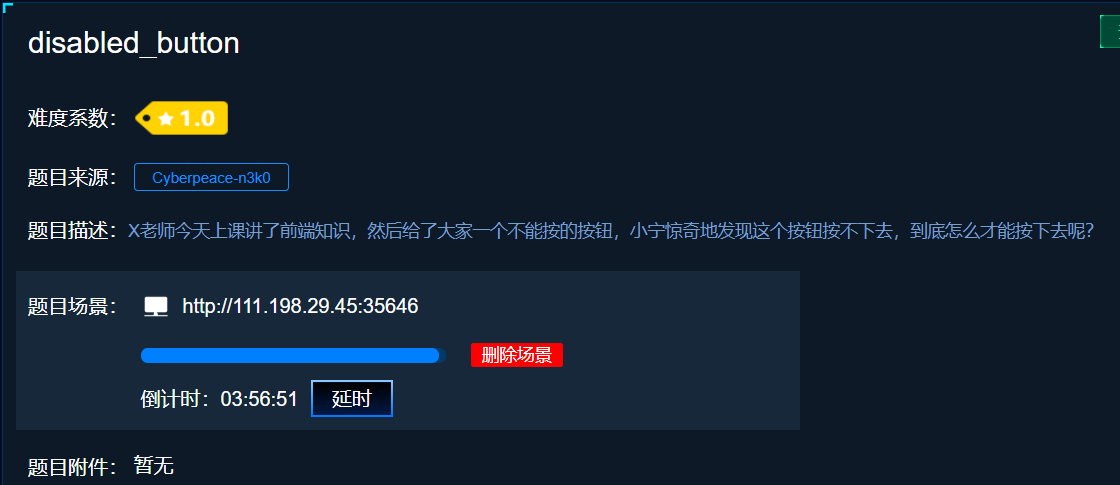 disabled_button
难度系数： 1.0
题目来源： Cyberpeace-n3k0
题目描述：X老师今天上课讲了前端知识，然后给了大家一个不能按的按钮，小宁惊奇地发现这个按钮按不下去，到底怎么才能按下去呢？
题目场景： http://111.198.29.45:35646
删除场景
倒计时：03:56:51 延时
题目附件： 暂无